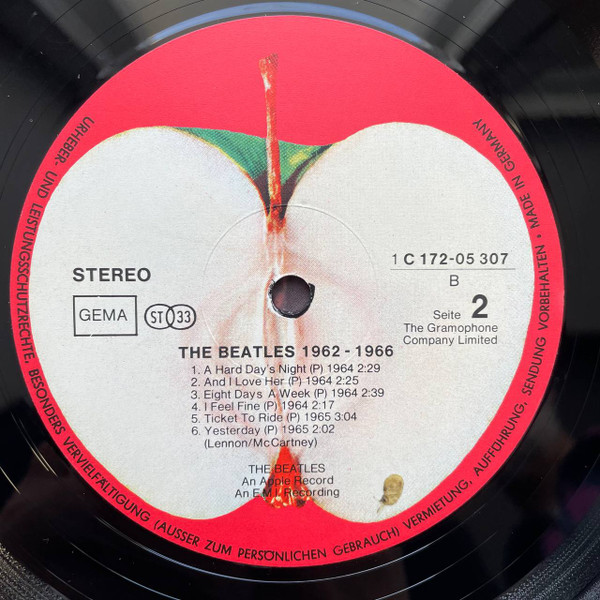 URHEBER- UND LEISTUNGSSCHUTZRECHTE, BESONDERS VERVIELFÄLTIGUNG (AUSSER ZUM PERSÖNLICHEN GEBRAUCH) VERMIETUNG, AUFFÜHRUNG, SENDUNG VORBEHALTEN • MADE IN GERMANY
STEREO
GEMA
ST 33
1 C 172-05 307
B
Seite 2
The Gramophone
Company Limited
THE BEATLES 1962 - 1966
1. A Hard Day's Night (P) 1964 2:29
2. And I Love Her (P) 1964 2:25
3. Eight Days A Week (P) 1964 2:39
4. I Feel Fine (P) 1964 2:17
5. Ticket To Ride (P) 1965 3:04
6. Yesterday (P) 1965 2:02
(Lennon/McCartney)
THE BEATLES
An Apple Record
An E M I Recording